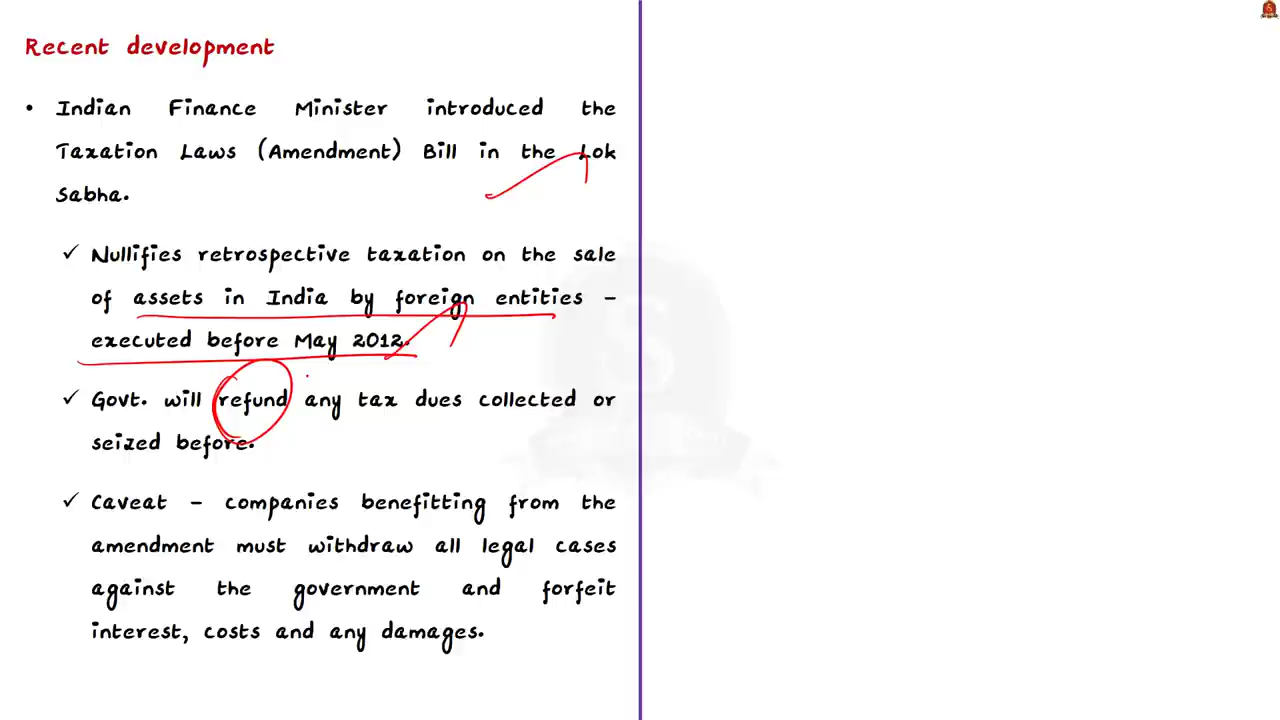 Recent development
• Indian Finance Minister introduced the
Taxation Laws (Amendment) Bill in the Lok
Sabha.
✓ Nullifies retrospective taxation on the sale
of assets in India by foreign entities –
executed before May 2012.
✓ Govt. will refund any tax dues collected or
seized before.
✓ Caveat – companies benefitting from the
amendment must withdraw all legal cases
against the government and forfeit
interest, costs and any damages.